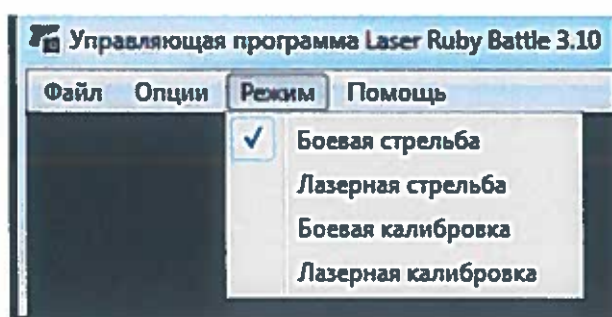 Управляющая программа Laser Ruby Battle 3.10
Файл Опции Режим Помощь
Боевая стрельба
Лазерная стрельба
Боевая калибровка
Лазерная калибровка